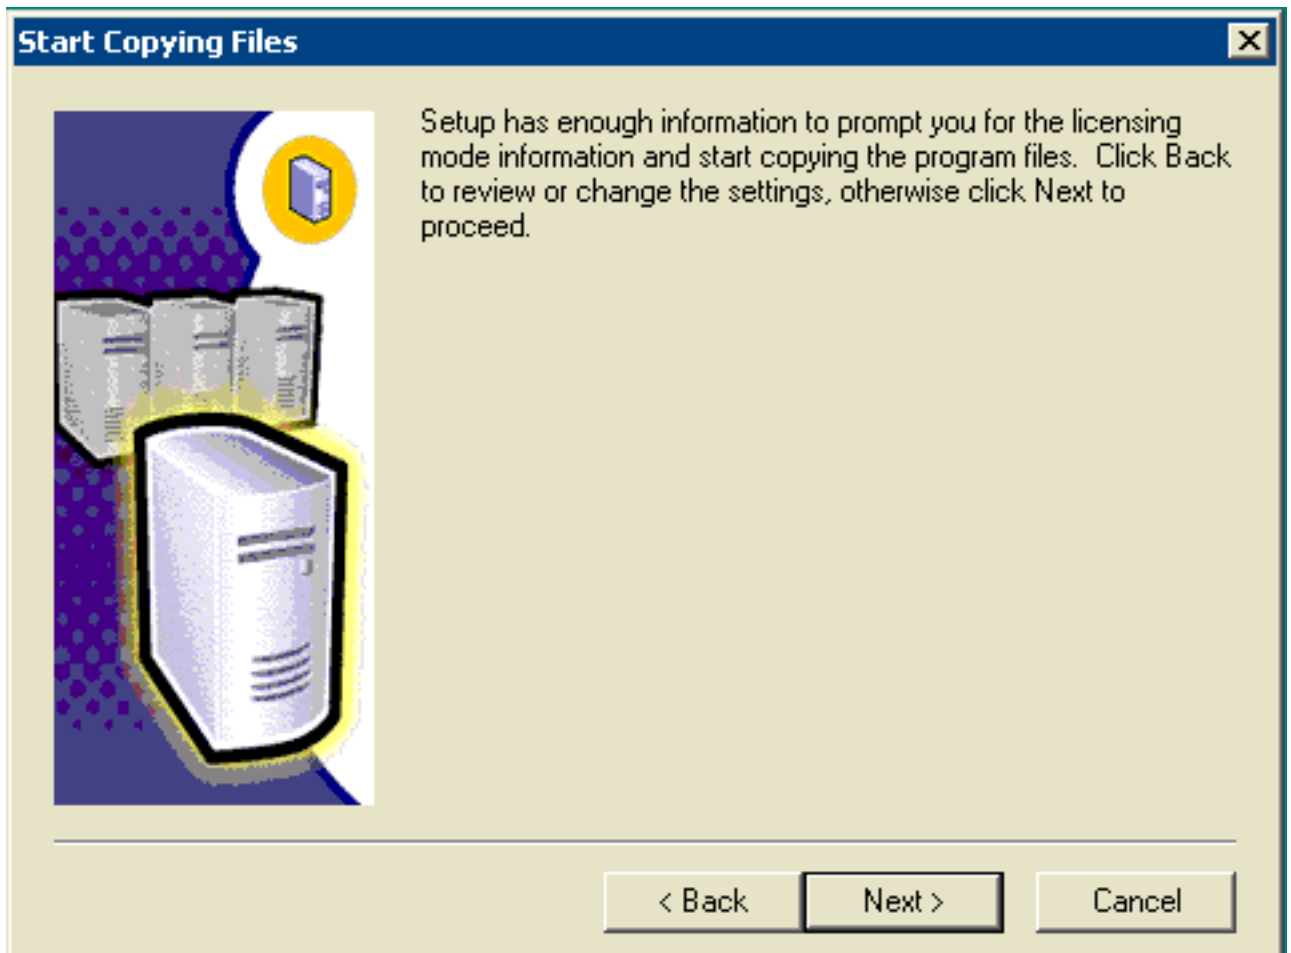 Start Copying Files
Setup has enough information to prompt you for the licensing
mode information and start copying the program files.  Click Back
to review or change the settings, otherwise click Next to
proceed.
< Back
Next >
Cancel